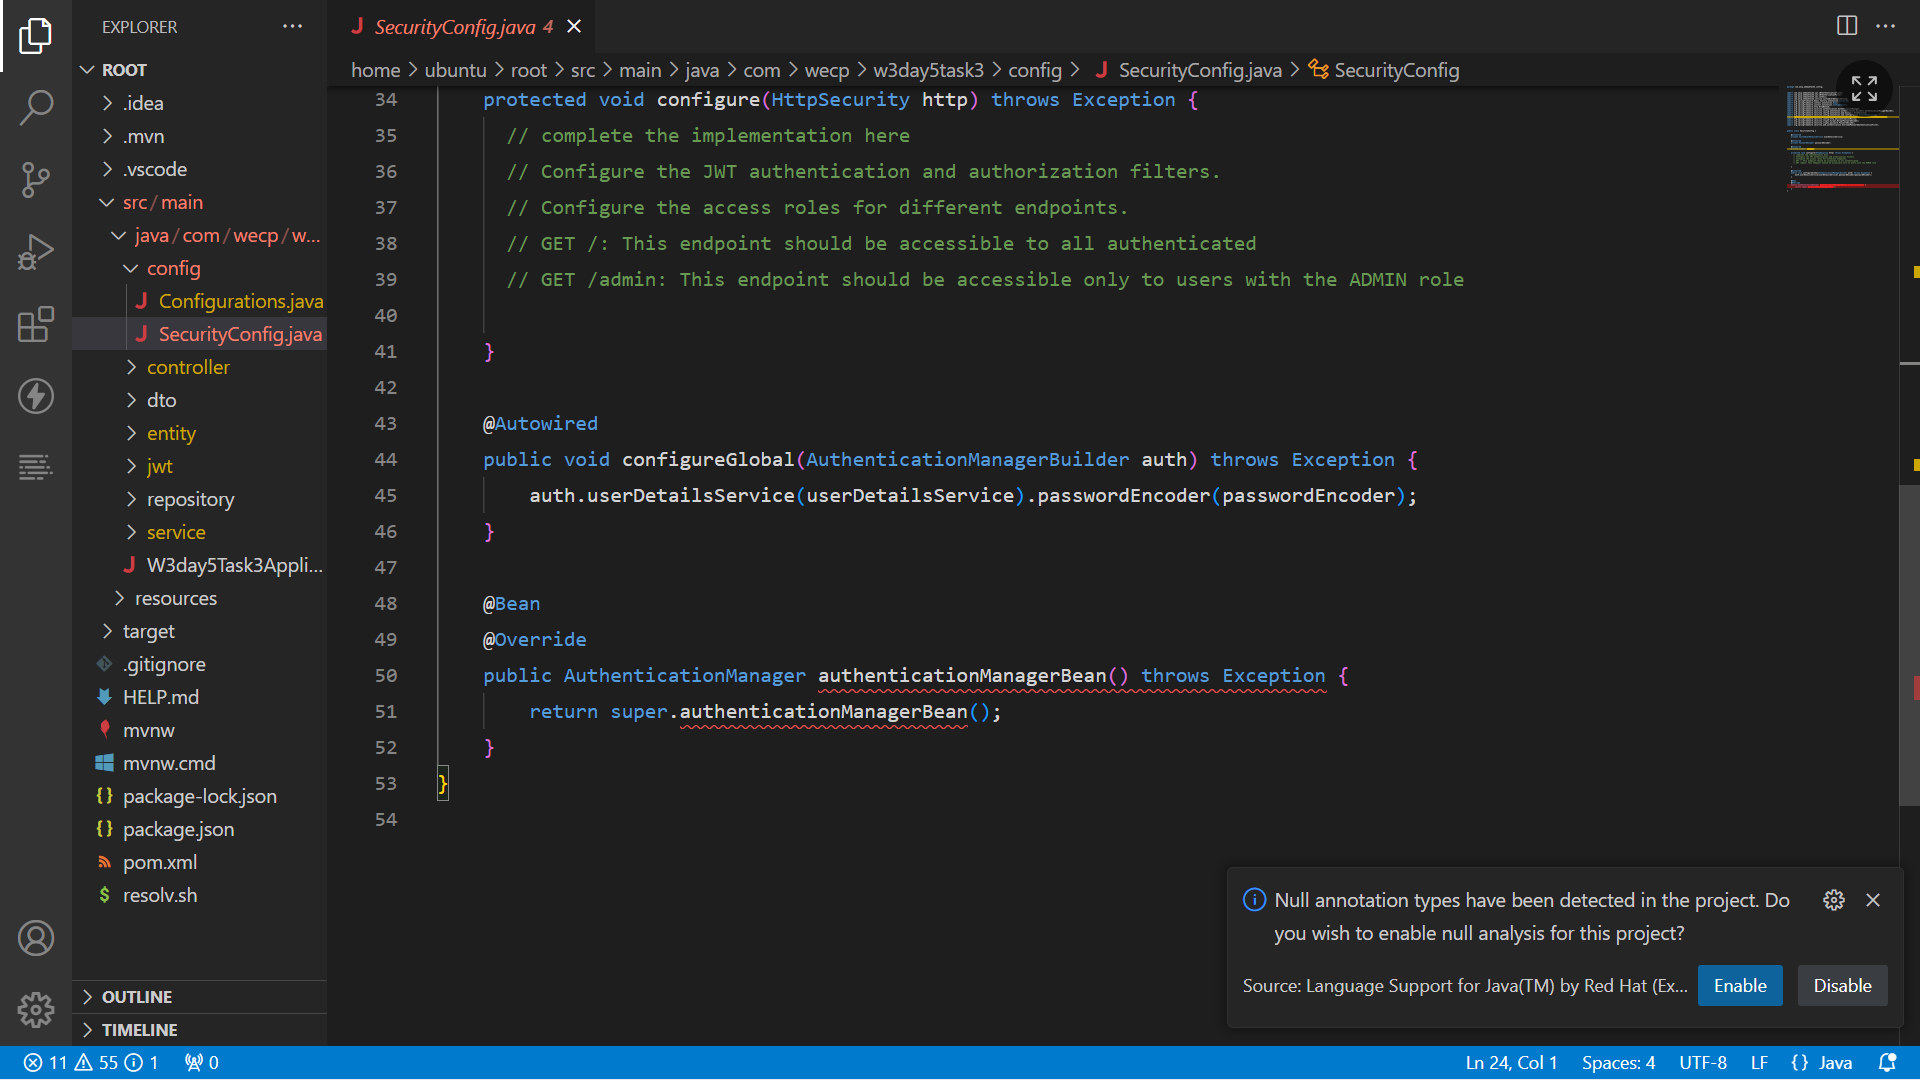 EXPLORER
ROOT
.idea
.mvn
.vscode
src/main
java/com/wecp/w...
config
Configurations.java
SecurityConfig.java
controller
dto
entity
jwt
repository
service
W3day5Task3Appli...
resources
target
.gitignore
HELP.md
mvnw
mvnw.cmd
package-lock.json
package.json
pom.xml
resolv.sh
OUTLINE
TIMELINE
SecurityConfig.java 4
home > ubuntu > root > src > main > java > com > wecp > w3day5task3 > config > SecurityConfig.java > SecurityConfig
34 protected void configure(HttpSecurity http) throws Exception {
35 // complete the implementation here
36 // Configure the JWT authentication and authorization filters.
37 // Configure the access roles for different endpoints.
38 // GET /: This endpoint should be accessible to all authenticated
39 // GET /admin: This endpoint should be accessible only to users with the ADMIN role
40
41 }
42
43 @Autowired
44 public void configureGlobal(AuthenticationManagerBuilder auth) throws Exception {
45 auth.userDetailsService(userDetailsService).passwordEncoder(passwordEncoder);
46 }
47
48 @Bean
49 @Override
50 public AuthenticationManager authenticationManagerBean() throws Exception {
51 return super.authenticationManagerBean();
52 }
53 }
54
Null annotation types have been detected in the project. Do
you wish to enable null analysis for this project?
Source: Language Support for Java(TM) by Red Hat (Ex...
Enable
Disable
11 55 1 0
Ln 24, Col 1 Spaces: 4 UTF-8 LF {} Java